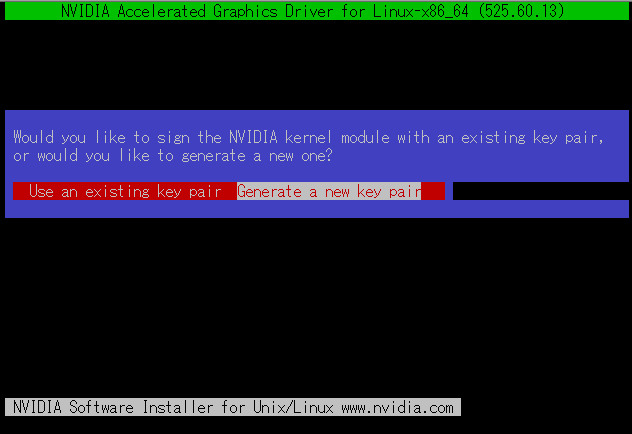 NVIDIA Accelerated Graphics Driver for Linux-x86_64 (525.60.13)
Would you like to sign the NVIDIA kernel module with an existing key pair,
or would you like to generate a new one?
Use an existing key pair Generate a new key pair
NVIDIA Software Installer for Unix/Linux www.nvidia.com